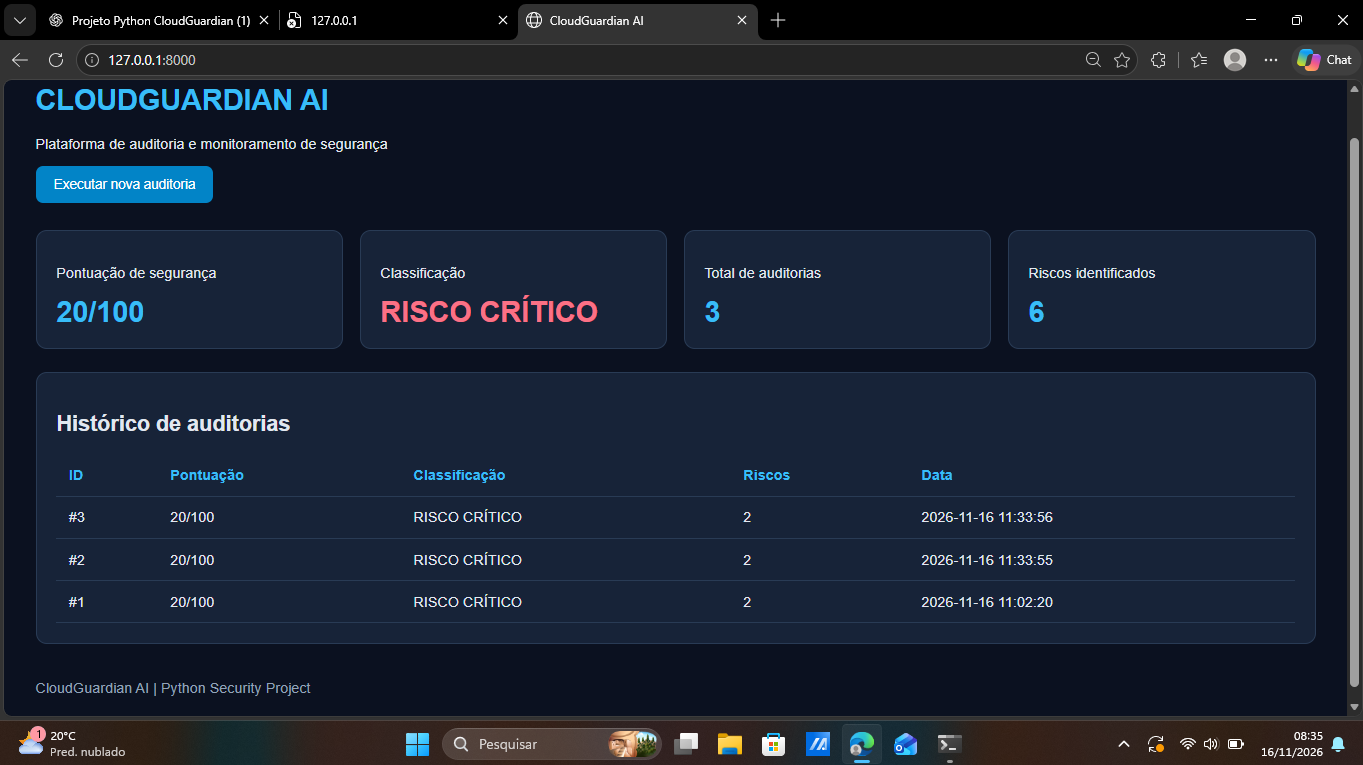 Projeto Python CloudGuardian (1)
127.0.0.1
CloudGuardian AI
127.0.0.1:8000
Chat
CLOUDGUARDIAN AI
Plataforma de auditoria e monitoramento de segurança
Executar nova auditoria
Pontuação de segurança
20/100
Classificação
RISCO CRÍTICO
Total de auditorias
3
Riscos identificados
6
Histórico de auditorias
ID Pontuação Classificação Riscos Data
#3 20/100 RISCO CRÍTICO 2 2026-11-16 11:33:56
#2 20/100 RISCO CRÍTICO 2 2026-11-16 11:33:55
#1 20/100 RISCO CRÍTICO 2 2026-11-16 11:02:20
CloudGuardian AI | Python Security Project
1
20°C
Pred. nublado
Pesquisar
08:35
16/11/2026